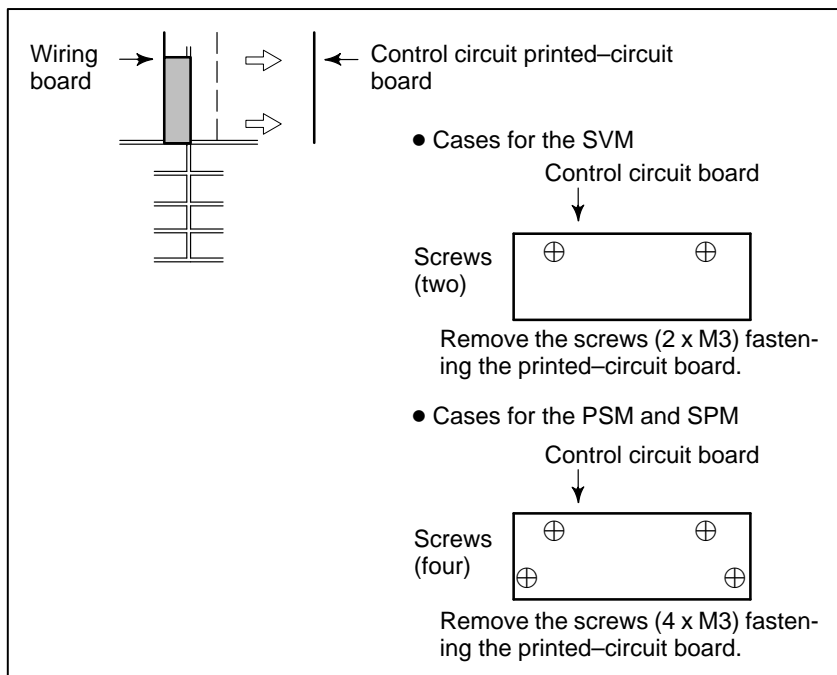 Wiring
board
Control circuit printed–circuit
board
● Cases for the SVM
Control circuit board
Screws
(two)
Remove the screws (2 x M3) fasten-
ing the printed–circuit board.
● Cases for the PSM and SPM
Control circuit board
Screws
(four)
Remove the screws (4 x M3) fasten-
ing the printed–circuit board.